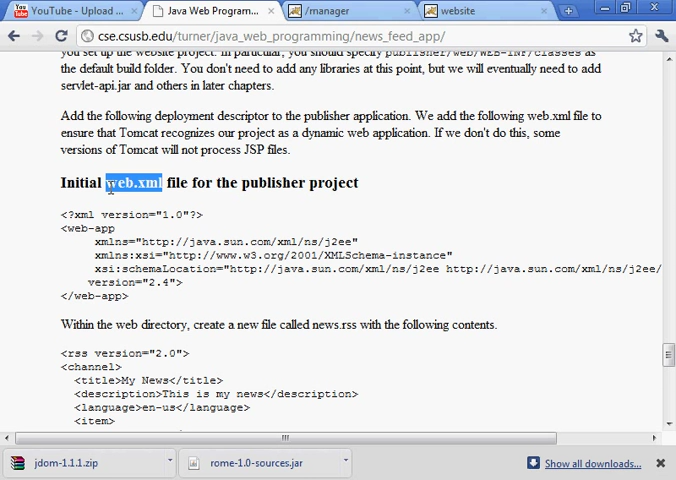 YouTube - Upload ...
Java Web Program...
/manager
website
cse.csusb.edu/turner/java_web_programming/news_feed_app/
you set up the website project. In particular, you should specify publisher/web/WEB-INF/classes as
the default build folder. You don't need to add any libraries at this point, but we will eventually need to add
servlet-api.jar and others in later chapters.
Add the following deployment descriptor to the publisher application. We add the following web.xml file to
ensure that Tomcat recognizes our project as a dynamic web application. If we don't do this, some
versions of Tomcat will not process JSP files.
Initial web.xml file for the publisher project
<?xml version="1.0"?>
<web-app
xmlns="http://java.sun.com/xml/ns/j2ee"
xmlns:xsi="http://www.w3.org/2001/XMLSchema-instance"
xsi:schemaLocation="http://java.sun.com/xml/ns/j2ee http://java.sun.com/xml/ns/j2ee/
version="2.4">
</web-app>
Within the web directory, create a new file called news.rss with the following contents.
<rss version="2.0">
<channel>
<title>My News</title>
<description>This is my news</description>
<language>en-us</language>
<item>
jdom-1.1.1.zip
rome-1.0-sources.jar
Show all downloads...